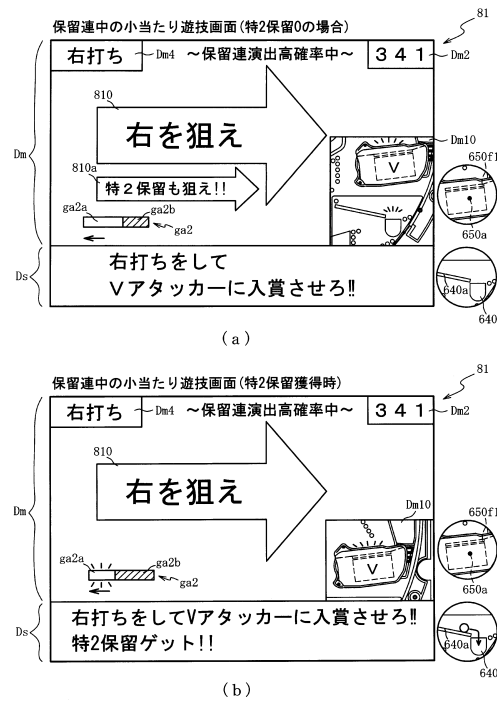 保留連中の小当たり遊技画面(特2保留0の場合)
81
右打ち
Dm4
～保留連演出高確率中～
341
Dm2
810
右を狙え
Dm10
Dm
810a
特2保留も狙え!!
650f1
ga2a
ga2b
ga2
650a
Ds
右打ちをして
Vアタッカーに入賞させろ!!
V
640a
640
(a)
保留連中の小当たり遊技画面(特2保留獲得時)
81
右打ち
Dm4
～保留連演出高確率中～
341
Dm2
810
右を狙え
Dm10
Dm
650f1
V
ga2a
ga2b
ga2
650a
Ds
右打ちをしてVアタッカーに入賞させろ!!
特2保留ゲット!!
640a
640
(b)